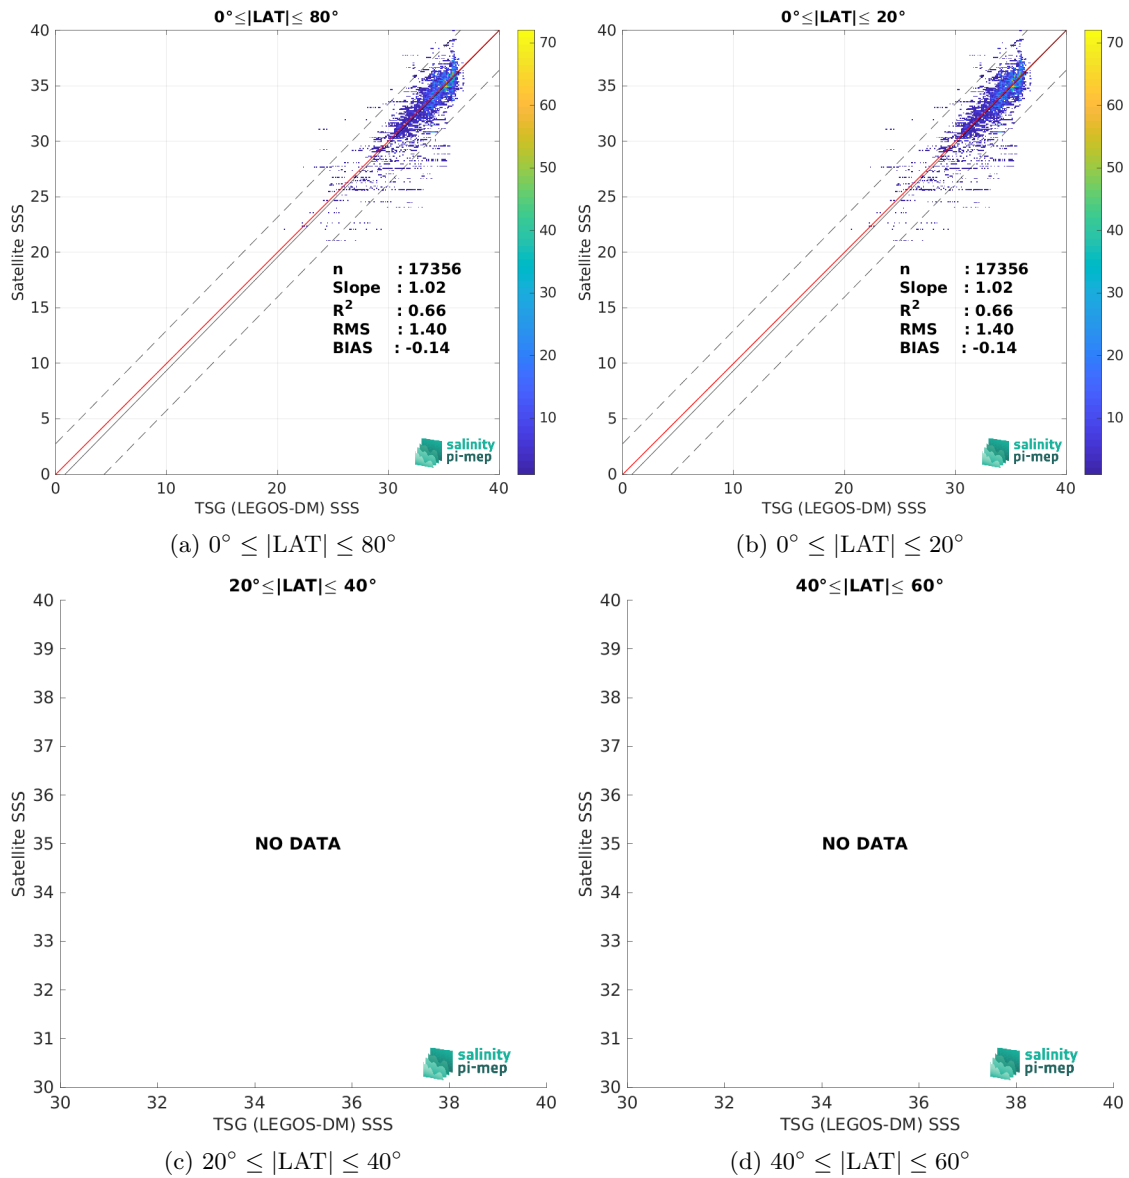 0°≤|LAT|≤ 80°
40
35
30
25
20
15
10
5
0
0
10
20
30
40
Satellite SSS
TSG (LEGOS-DM) SSS
n : 17356
Slope : 1.02
R² : 0.66
RMS : 1.40
BIAS : -0.14
salinity
pi-mep
70
60
50
40
30
20
10
(a) 0° ≤ |LAT| ≤ 80°
0°≤|LAT|≤ 20°
40
35
30
25
20
15
10
5
0
0
10
20
30
40
Satellite SSS
TSG (LEGOS-DM) SSS
n : 17356
Slope : 1.02
R² : 0.66
RMS : 1.40
BIAS : -0.14
salinity
pi-mep
70
60
50
40
30
20
10
(b) 0° ≤ |LAT| ≤ 20°
20°≤|LAT|≤ 40°
40
39
38
37
36
35
34
33
32
31
30
30
32
34
36
38
40
Satellite SSS
NO DATA
salinity
pi-mep
TSG (LEGOS-DM) SSS
(c) 20° ≤ |LAT| ≤ 40°
40°≤|LAT|≤ 60°
40
39
38
37
36
35
34
33
32
31
30
30
32
34
36
38
40
Satellite SSS
NO DATA
salinity
pi-mep
TSG (LEGOS-DM) SSS
(d) 40° ≤ |LAT| ≤ 60°